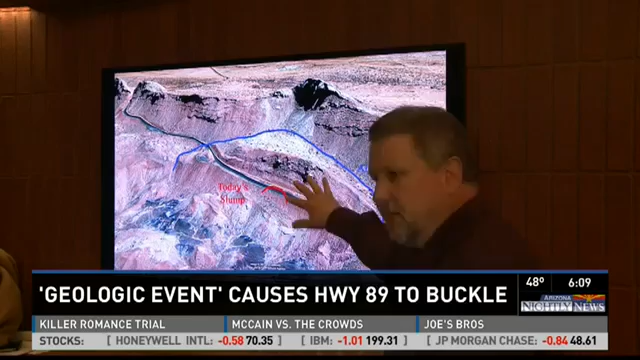 Today's
Slump
'GEOLOGIC EVENT' CAUSES HWY 89 TO BUCKLE
48° 6:09
ARIZONA
NIGHTLY NEWS
KILLER ROMANCE TRIAL MCCAIN VS. THE CROWDS JOE'S BROS
STOCKS: [ HONEYWELL INTL: -0.58 70.35 ] [ IBM: -1.01 199.31 ] [ JP MORGAN CHASE: -0.84 48.61